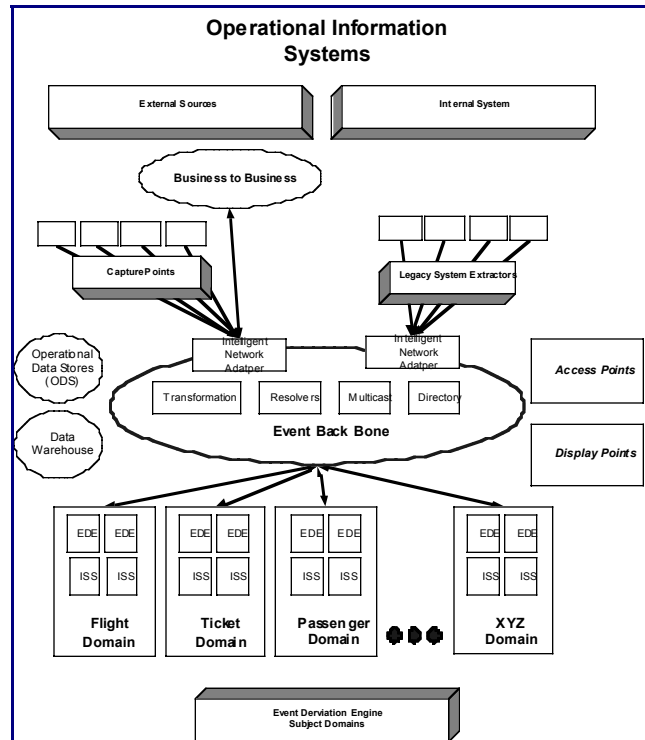 Operational Information
Systems
External Sources
Internal System
Business to Business
Capture Points
Legacy System Extractors
Intelligent
Network
Adatper
Intelligent
Network
Adatper
Operational
Data Stores
(ODS)
Transformation
Resolvers
Multicast
Directory
Access Points
Event Back Bone
Data
Warehouse
Display Points
EDE
EDE
EDE
EDE
EDE
EDE
EDE
EDE
ISS
ISS
ISS
ISS
ISS
ISS
ISS
ISS
Flight
Domain
Ticket
Domain
Passenger
Domain
XYZ
Domain
Event Derviation Engine
Subject Domains